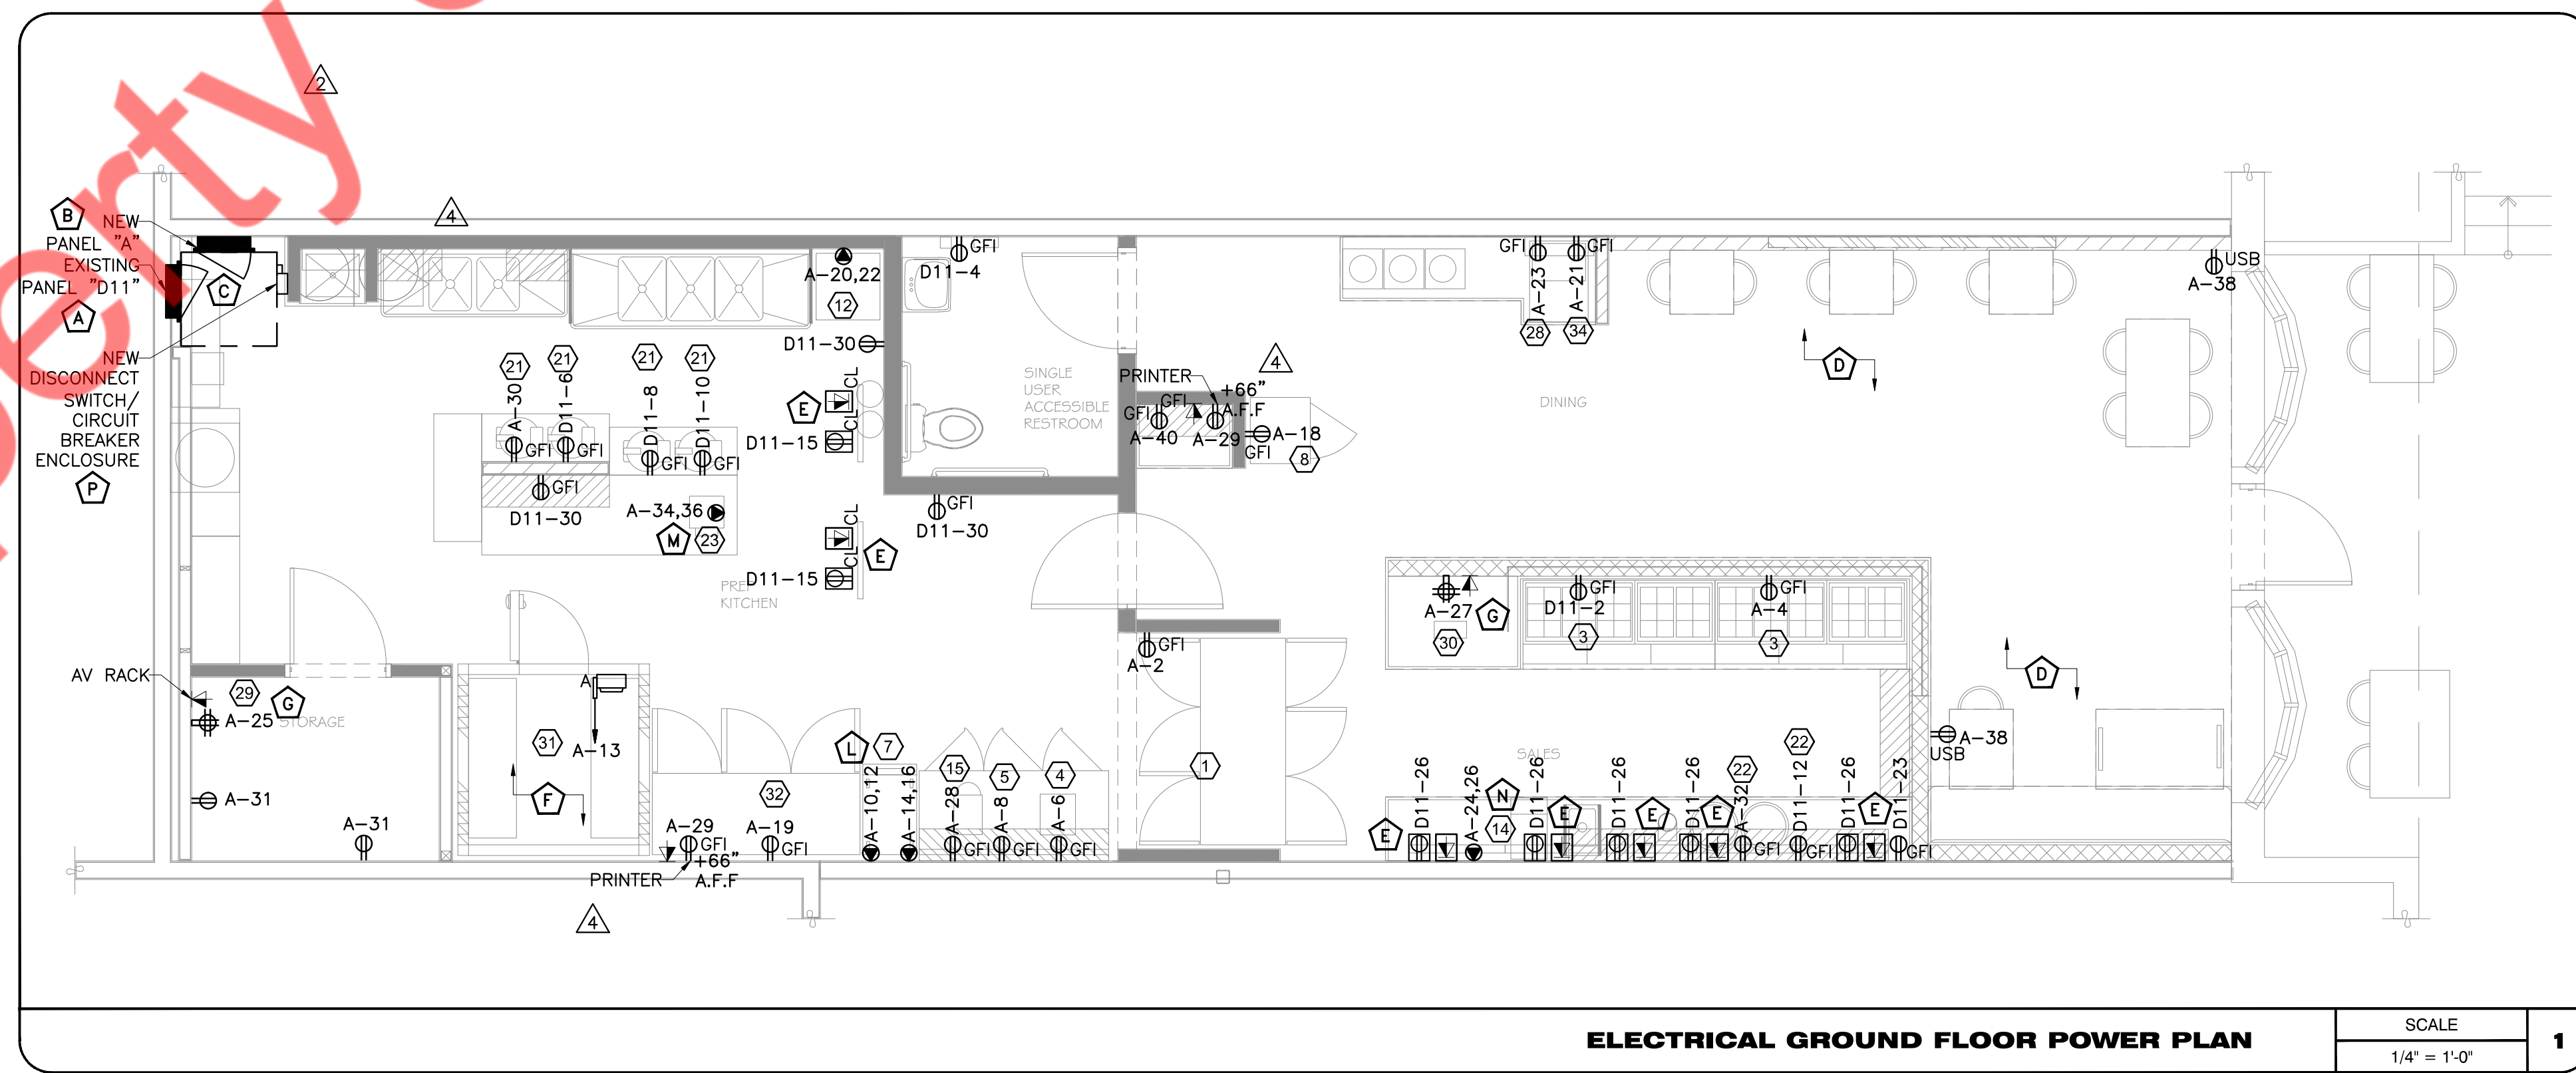 erty
2
4
B
NEW
PANEL "A"
EXISTING
PANEL "D11"
A
C
NEW
DISCONNECT
SWITCH/
CIRCUIT
BREAKER
ENCLOSURE
P
A-20,22
12
D11-30
21
21
21
21
A-30
D11-6
D11-8
D11-10
GFI
GFI
GFI
GFI
GFI
D11-30
A-34,36
M
23
E
CL
CL
D11-15
CL
CL
E
D11-15
PREP
KITCHEN
GFI
D11-4
SINGLE
USER
ACCESSIBLE
RESTROOM
GFI
D11-30
4
PRINTER
+66"
A.F.F
GFI
GFI
A-40
A-29
A-18
GFI
8
GFI
GFI
A-23
A-21
28
34
DINING
D
USB
A-38
A-27
G
30
GFI
D11-2
3
GFI
A-4
3
GFI
A-2
1
AV RACK
29
G
A-25
STORAGE
A-31
A-31
31
A
A-13
F
32
A-29
GFI
+66"
A.F.F
PRINTER
4
A-19
GFI
L
7
A-10,12
A-14,16
15
5
4
A-28
A-8
A-6
GFI
GFI
GFI
SALES
E
D11-26
A-24,26
N
14
D11-26
E
D11-26
E
D11-26
E
22
A-32
GFI
22
D11-12
GFI
D11-26
E
D11-23
GFI
D
A-38
USB
ELECTRICAL GROUND FLOOR POWER PLAN
SCALE
1/4" = 1'-0"
1